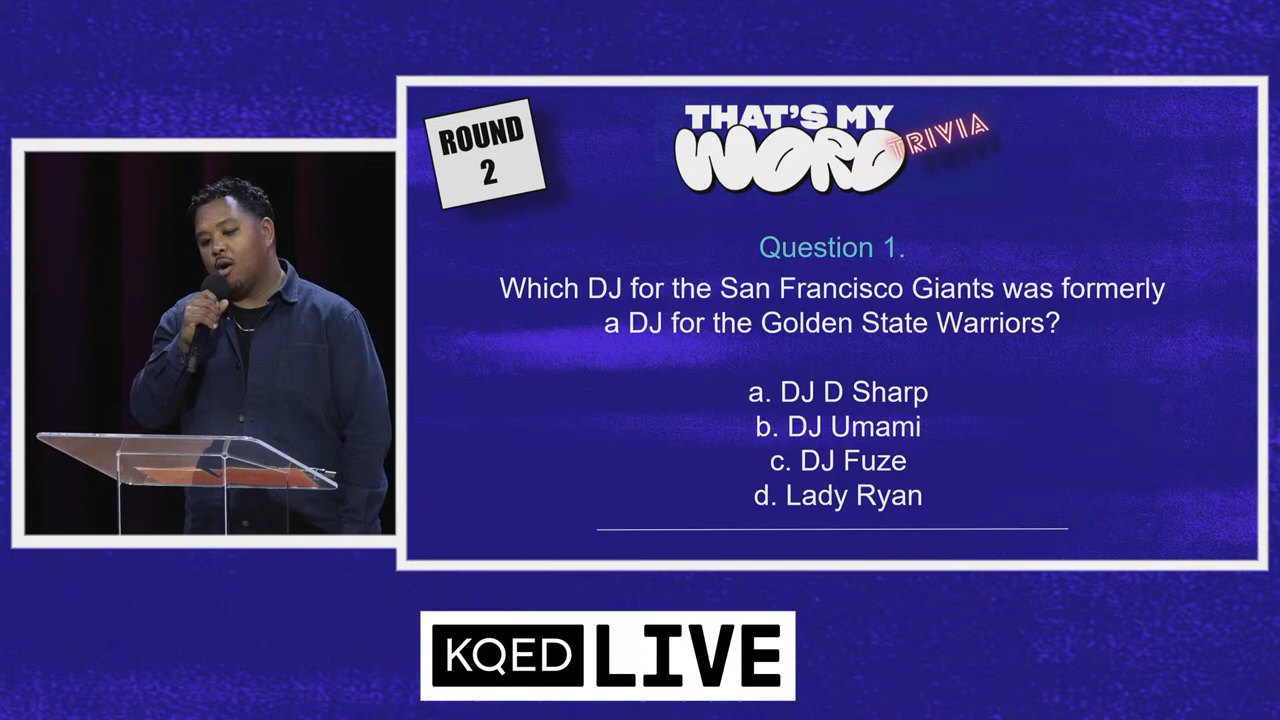 ROUND
2
THAT'S MY
WORD
TRIVIA
Question 1.
Which DJ for the San Francisco Giants was formerly
a DJ for the Golden State Warriors?
a. DJ D Sharp
b. DJ Umami
c. DJ Fuze
d. Lady Ryan
KQED LIVE